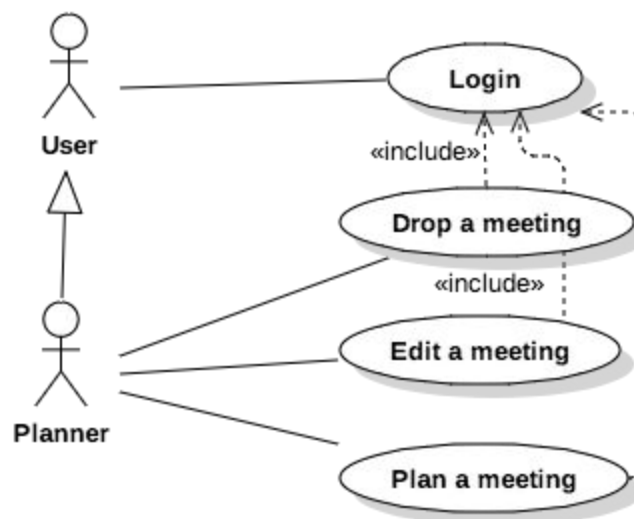 Login
User
«include»
Drop a meeting
«include»
Edit a meeting
Planner
Plan a meeting